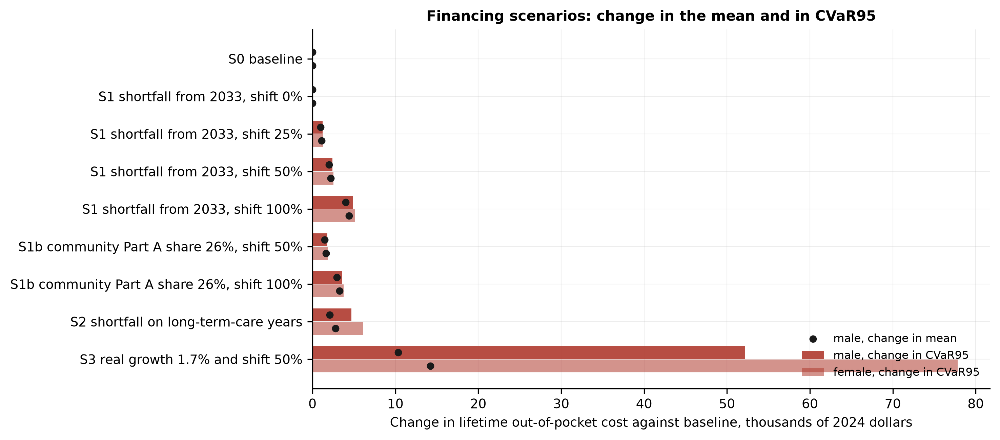 Financing scenarios: change in the mean and in CVaR95
S0 baseline
S1 shortfall from 2033, shift 0%
S1 shortfall from 2033, shift 25%
S1 shortfall from 2033, shift 50%
S1 shortfall from 2033, shift 100%
S1b community Part A share 26%, shift 50%
S1b community Part A share 26%, shift 100%
S2 shortfall on long-term-care years
S3 real growth 1.7% and shift 50%
male, change in mean
male, change in CVaR95
female, change in CVaR95
0 10 20 30 40 50 60 70 80
Change in lifetime out-of-pocket cost against baseline, thousands of 2024 dollars